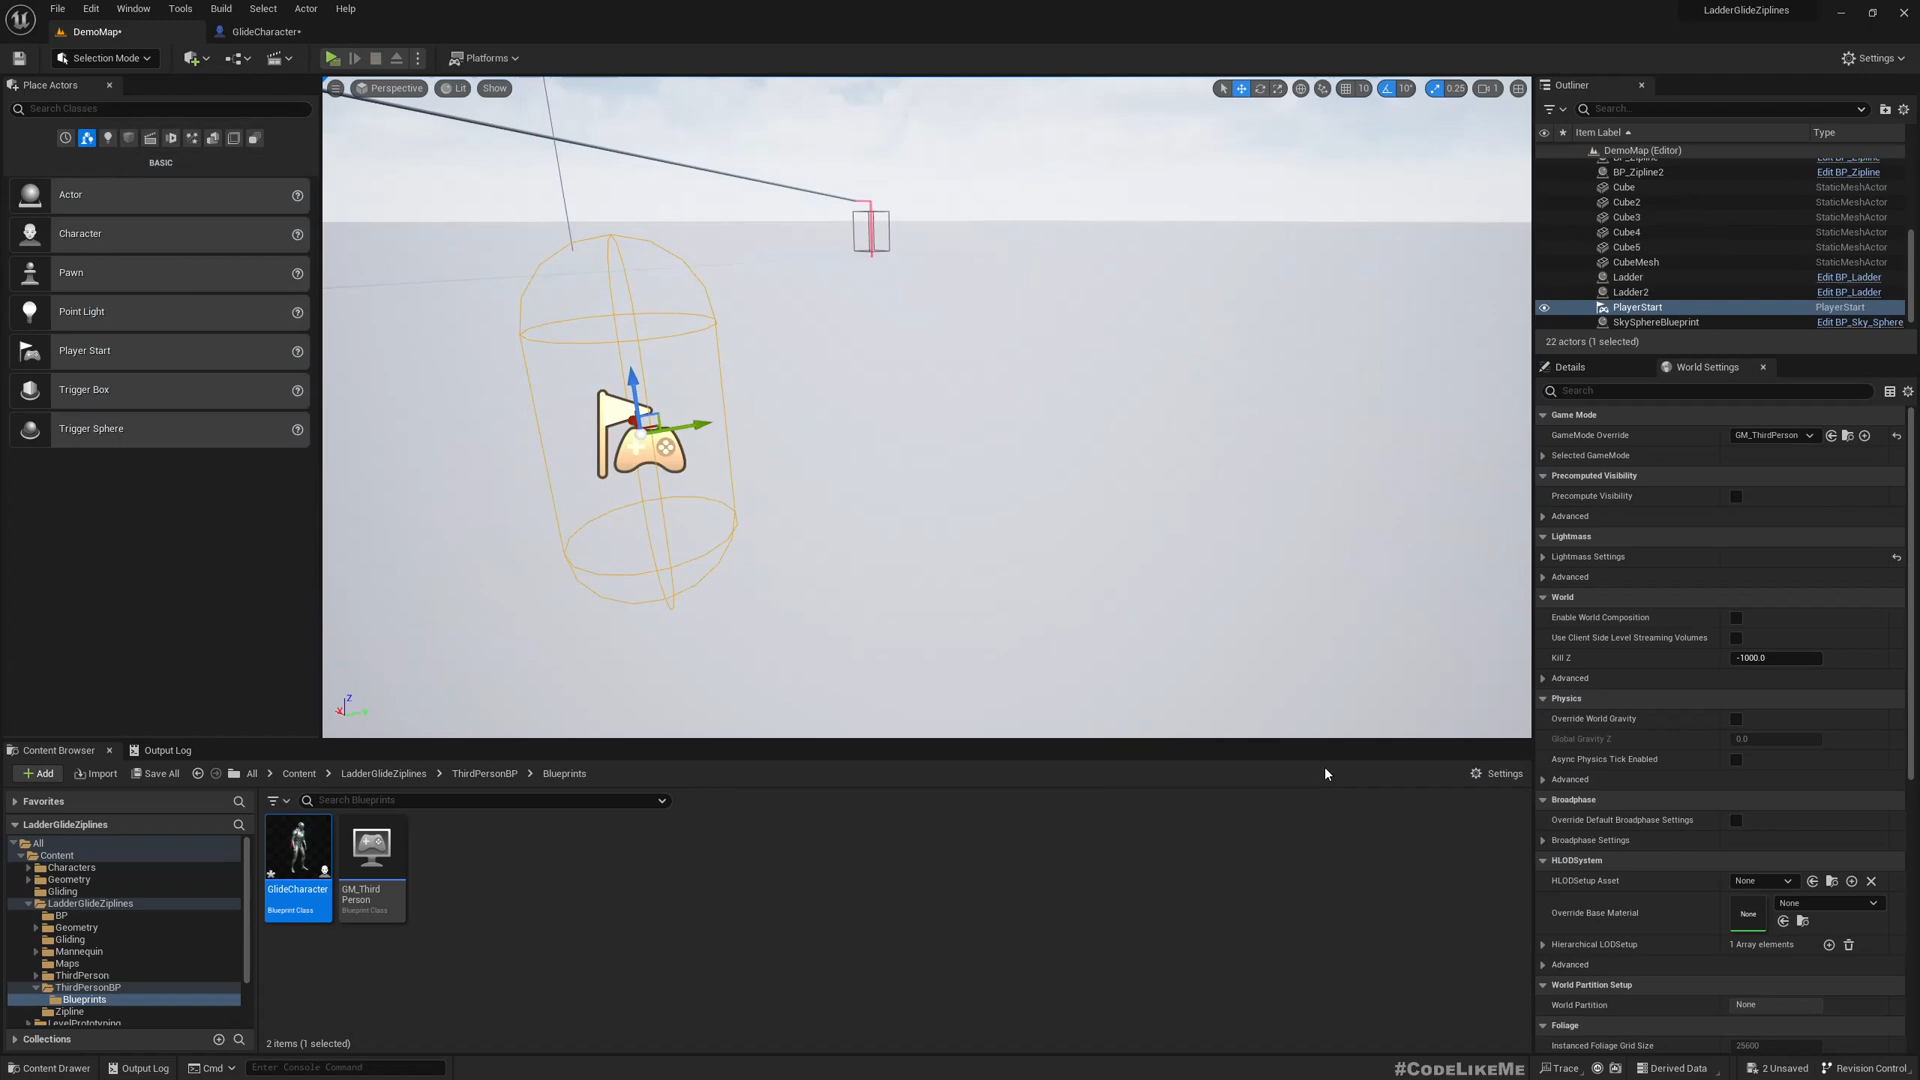 File Edit Window Tools Build Select Actor Help
LadderGlideZiplines
DemoMap•
GlideCharacter•
Selection Mode
Platforms
Settings
Place Actors
Search Classes
BASIC
Actor
Character
Pawn
Point Light
Player Start
Trigger Box
Trigger Sphere
Perspective Lit Show
10 10° 0.25 1
Z
Outliner
Search...
Item Label Type
DemoMap (Editor)
BP_Zipline Edit BP_Zipline
BP_Zipline2 Edit BP_Zipline
Cube StaticMeshActor
Cube2 StaticMeshActor
Cube3 StaticMeshActor
Cube4 StaticMeshActor
Cube5 StaticMeshActor
CubeMesh StaticMeshActor
Ladder Edit BP_Ladder
Ladder2 Edit BP_Ladder
PlayerStart PlayerStart
SkySphereBlueprint Edit BP_Sky_Sphere
22 actors (1 selected)
Details World Settings
Search
Game Mode
GameMode Override GM_ThirdPerson
Selected GameMode
Precomputed Visibility
Precompute Visibility
Advanced
Lightmass
Lightmass Settings
Advanced
World
Enable World Composition
Use Client Side Level Streaming Volumes
Kill Z -1000.0
Advanced
Physics
Override World Gravity
Global Gravity Z 0.0
Async Physics Tick Enabled
Advanced
Broadphase
Override Default Broadphase Settings
Broadphase Settings
HLODSystem
HLODSetup Asset None
Override Base Material None None
Hierarchical LODSetup 1 Array elements
Advanced
World Partition Setup
World Partition None
Foliage
Instanced Foliage Grid Size 25600
Content Browser Output Log
Add Import Save All All Content LadderGlideZiplines ThirdPersonBP Blueprints
Settings
Favorites
LadderGlideZiplines
Search Blueprints
All
Content
Characters
Geometry
Gliding
LadderGlideZiplines
BP
Geometry
Gliding
Mannequin
Maps
ThirdPerson
ThirdPersonBP
Blueprints
Zipline
LevelPrototyping
Collections
GlideCharacter
Blueprint Class
GM_Third
Person
Blueprint Class
2 items (1 selected)
Content Drawer Output Log Cmd Enter Console Command
#CodeLikeMe
Trace Derived Data 2 Unsaved Revision Control